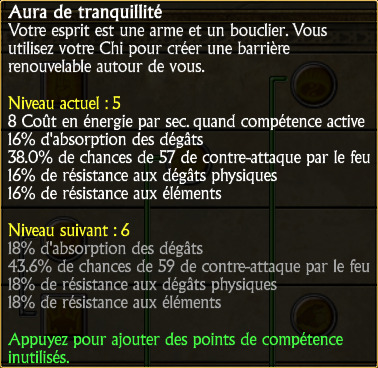 Aura de tranquillité
Votre esprit est une arme et un bouclier. Vous
utilisez votre Chi pour créer une barrière
renouvelable autour de vous.
Niveau actuel : 5
8 Coût en énergie par sec. quand compétence active
16% d'absorption des dégâts
38.0% de chances de 57 de contre-attaque par le feu
16% de résistance aux dégâts physiques
16% de résistance aux éléments
Niveau suivant : 6
18% d'absorption des dégâts
43.6% de chances de 59 de contre-attaque par le feu
18% de résistance aux dégâts physiques
18% de résistance aux éléments
Appuyez pour ajouter des points de compétence
inutilisés.